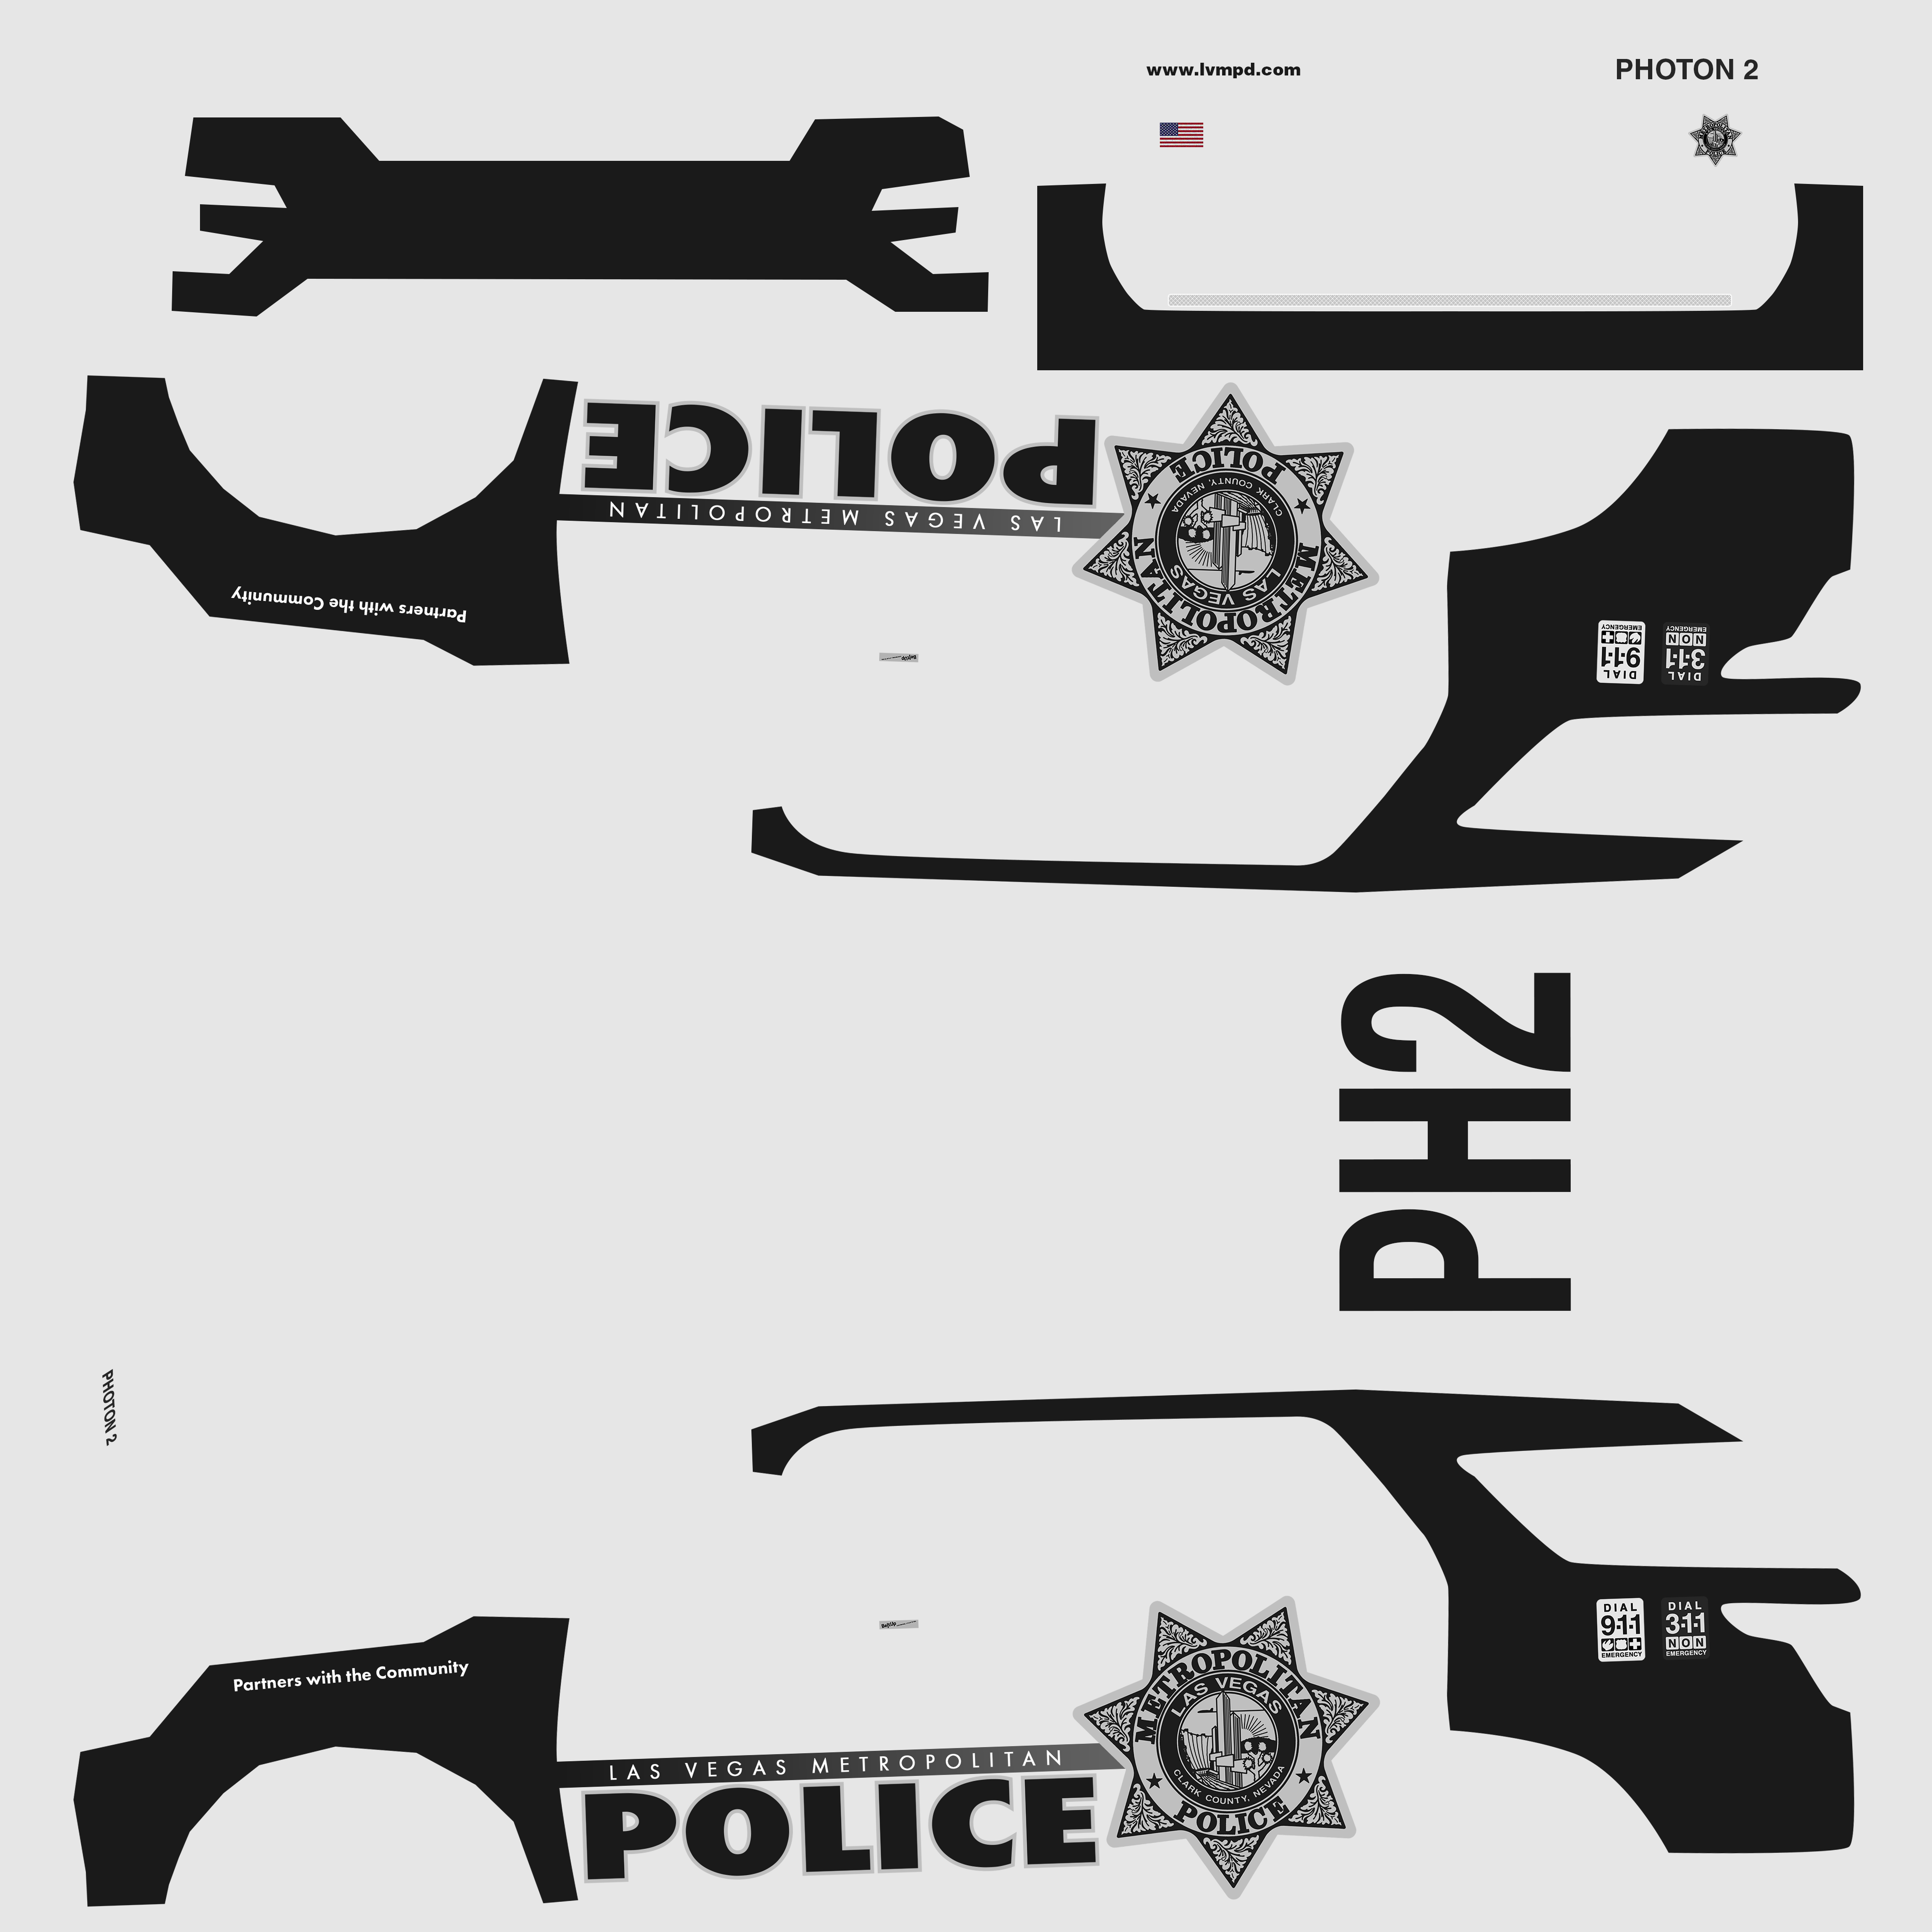 www.lvmpd.com
PHOTON 2
POLICE
LAS VEGAS METROPOLITAN
POLICE
CLARK COUNTY, NEVADA
LAS VEGAS
METROPOLITAN
Partners with the Community
DIAL
9·1·1
EMERGENCY
DIAL
3·1·1
NON
EMERGENCY
PH2
PHOTON 2
DIAL
9·1·1
EMERGENCY
DIAL
3·1·1
NON
EMERGENCY
Partners with the Community
METROPOLITAN
LAS VEGAS
CLARK COUNTY, NEVADA
POLICE
LAS VEGAS METROPOLITAN
POLICE